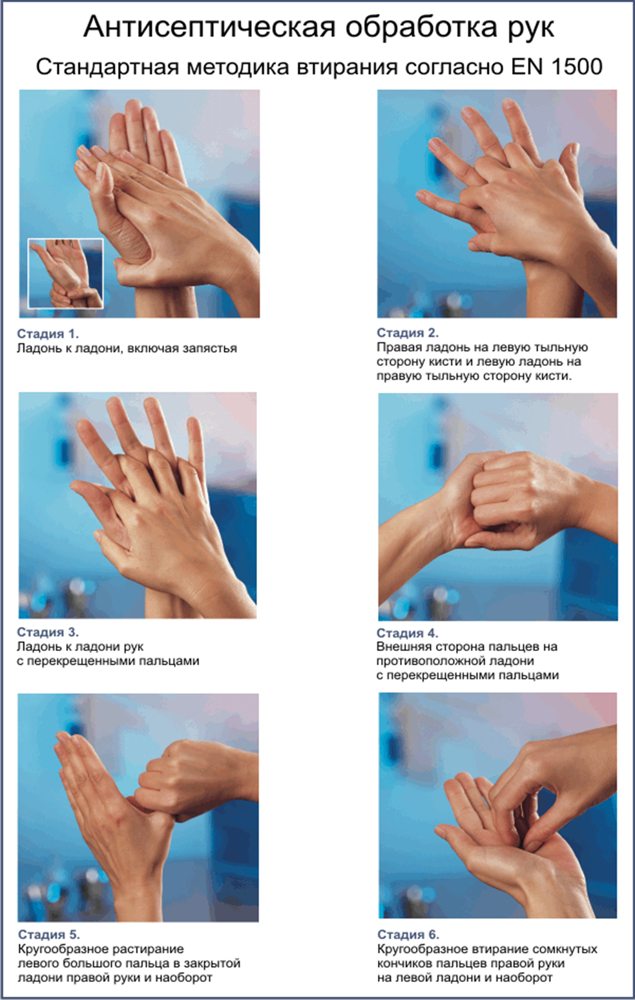 Антисептическая обработка рук
Стандартная методика втирания согласно EN 1500
Стадия 1.
Ладонь к ладони, включая запястья
Стадия 2.
Правая ладонь на левую тыльную
сторону кисти и левую ладонь на
правую тыльную сторону кисти.
Стадия 3.
Ладонь к ладони рук
с перекрещенными пальцами
Стадия 4.
Внешняя сторона пальцев на
противоположной ладони
с перекрещенными пальцами
Стадия 5.
Кругообразное растирание
левого большого пальца в закрытой
ладони правой руки и наоборот
Стадия 6.
Кругообразное втирание сомкнутых
кончиков пальцев правой руки
на левой ладони и наоборот